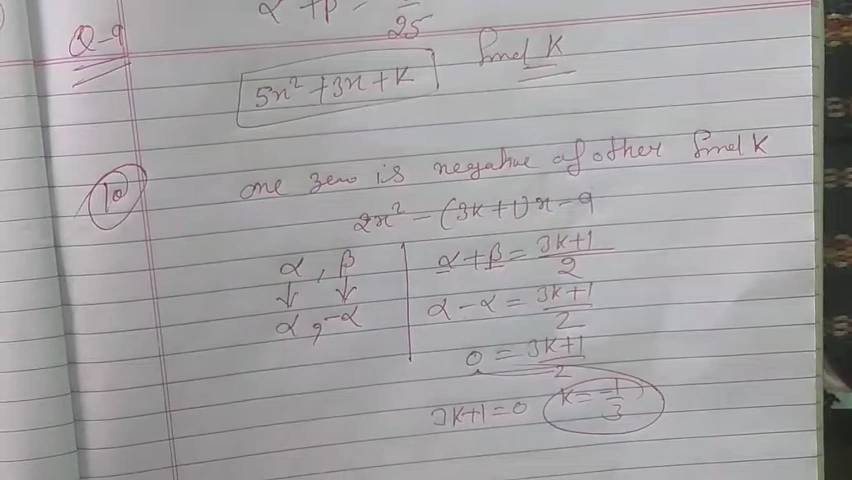 α + β =
25
Q-9
find K
5x² + 3x + K
10
one zero is negative of other find K
2x² - (3k+1)x - 9
α , β
α + β = 3k+1/2
↓ ↓
α - α = 3k+1/2
α , -α
0 = 3k+1/2
3k+1=0 k = -1/3